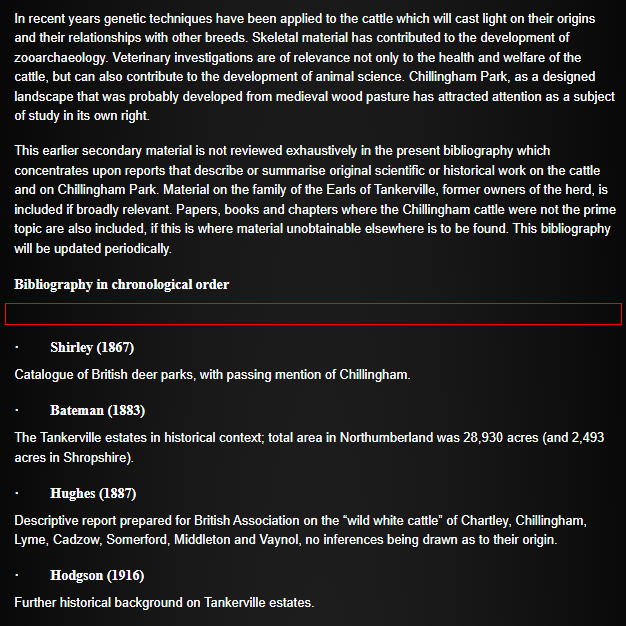 In recent years genetic techniques have been applied to the cattle which will cast light on their origins
and their relationships with other breeds. Skeletal material has contributed to the development of
zooarchaeology. Veterinary investigations are of relevance not only to the health and welfare of the
cattle, but can also contribute to the development of animal science. Chillingham Park, as a designed
landscape that was probably developed from medieval wood pasture has attracted attention as a subject
of study in its own right.
This earlier secondary material is not reviewed exhaustively in the present bibliography which
concentrates upon reports that describe or summarise original scientific or historical work on the cattle
and on Chillingham Park. Material on the family of the Earls of Tankerville, former owners of the herd, is
included if broadly relevant. Papers, books and chapters where the Chillingham cattle were not the prime
topic are also included, if this is where material unobtainable elsewhere is to be found. This bibliography
will be updated periodically.
Bibliography in chronological order
· Shirley (1867)
Catalogue of British deer parks, with passing mention of Chillingham.
· Bateman (1883)
The Tankerville estates in historical context; total area in Northumberland was 28,930 acres (and 2,493
acres in Shropshire).
· Hughes (1887)
Descriptive report prepared for British Association on the “wild white cattle” of Chartley, Chillingham,
Lyme, Cadzow, Somerford, Middleton and Vaynol, no inferences being drawn as to their origin.
· Hodgson (1916)
Further historical background on Tankerville estates.